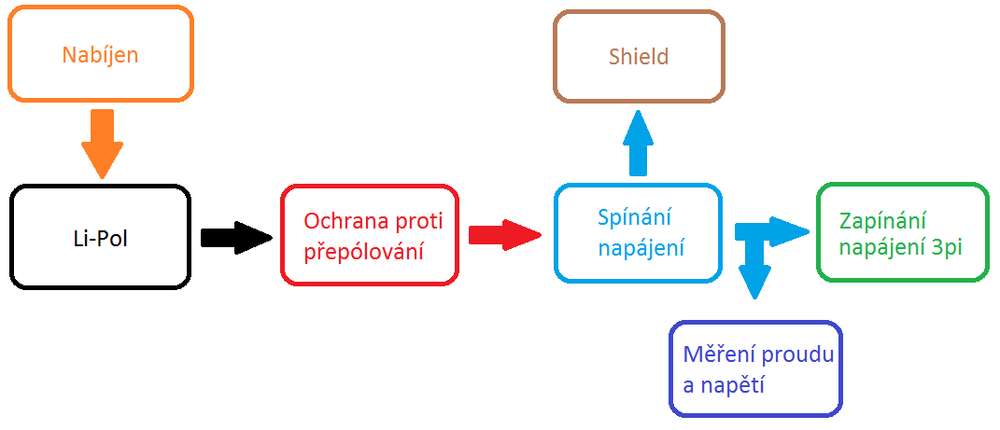 Nabíjen
Shield
Li-Pol
Ochrana proti
přepólování
Spínání
napájení
Zapínání
napájení 3pi
Měření proudu
a napětí